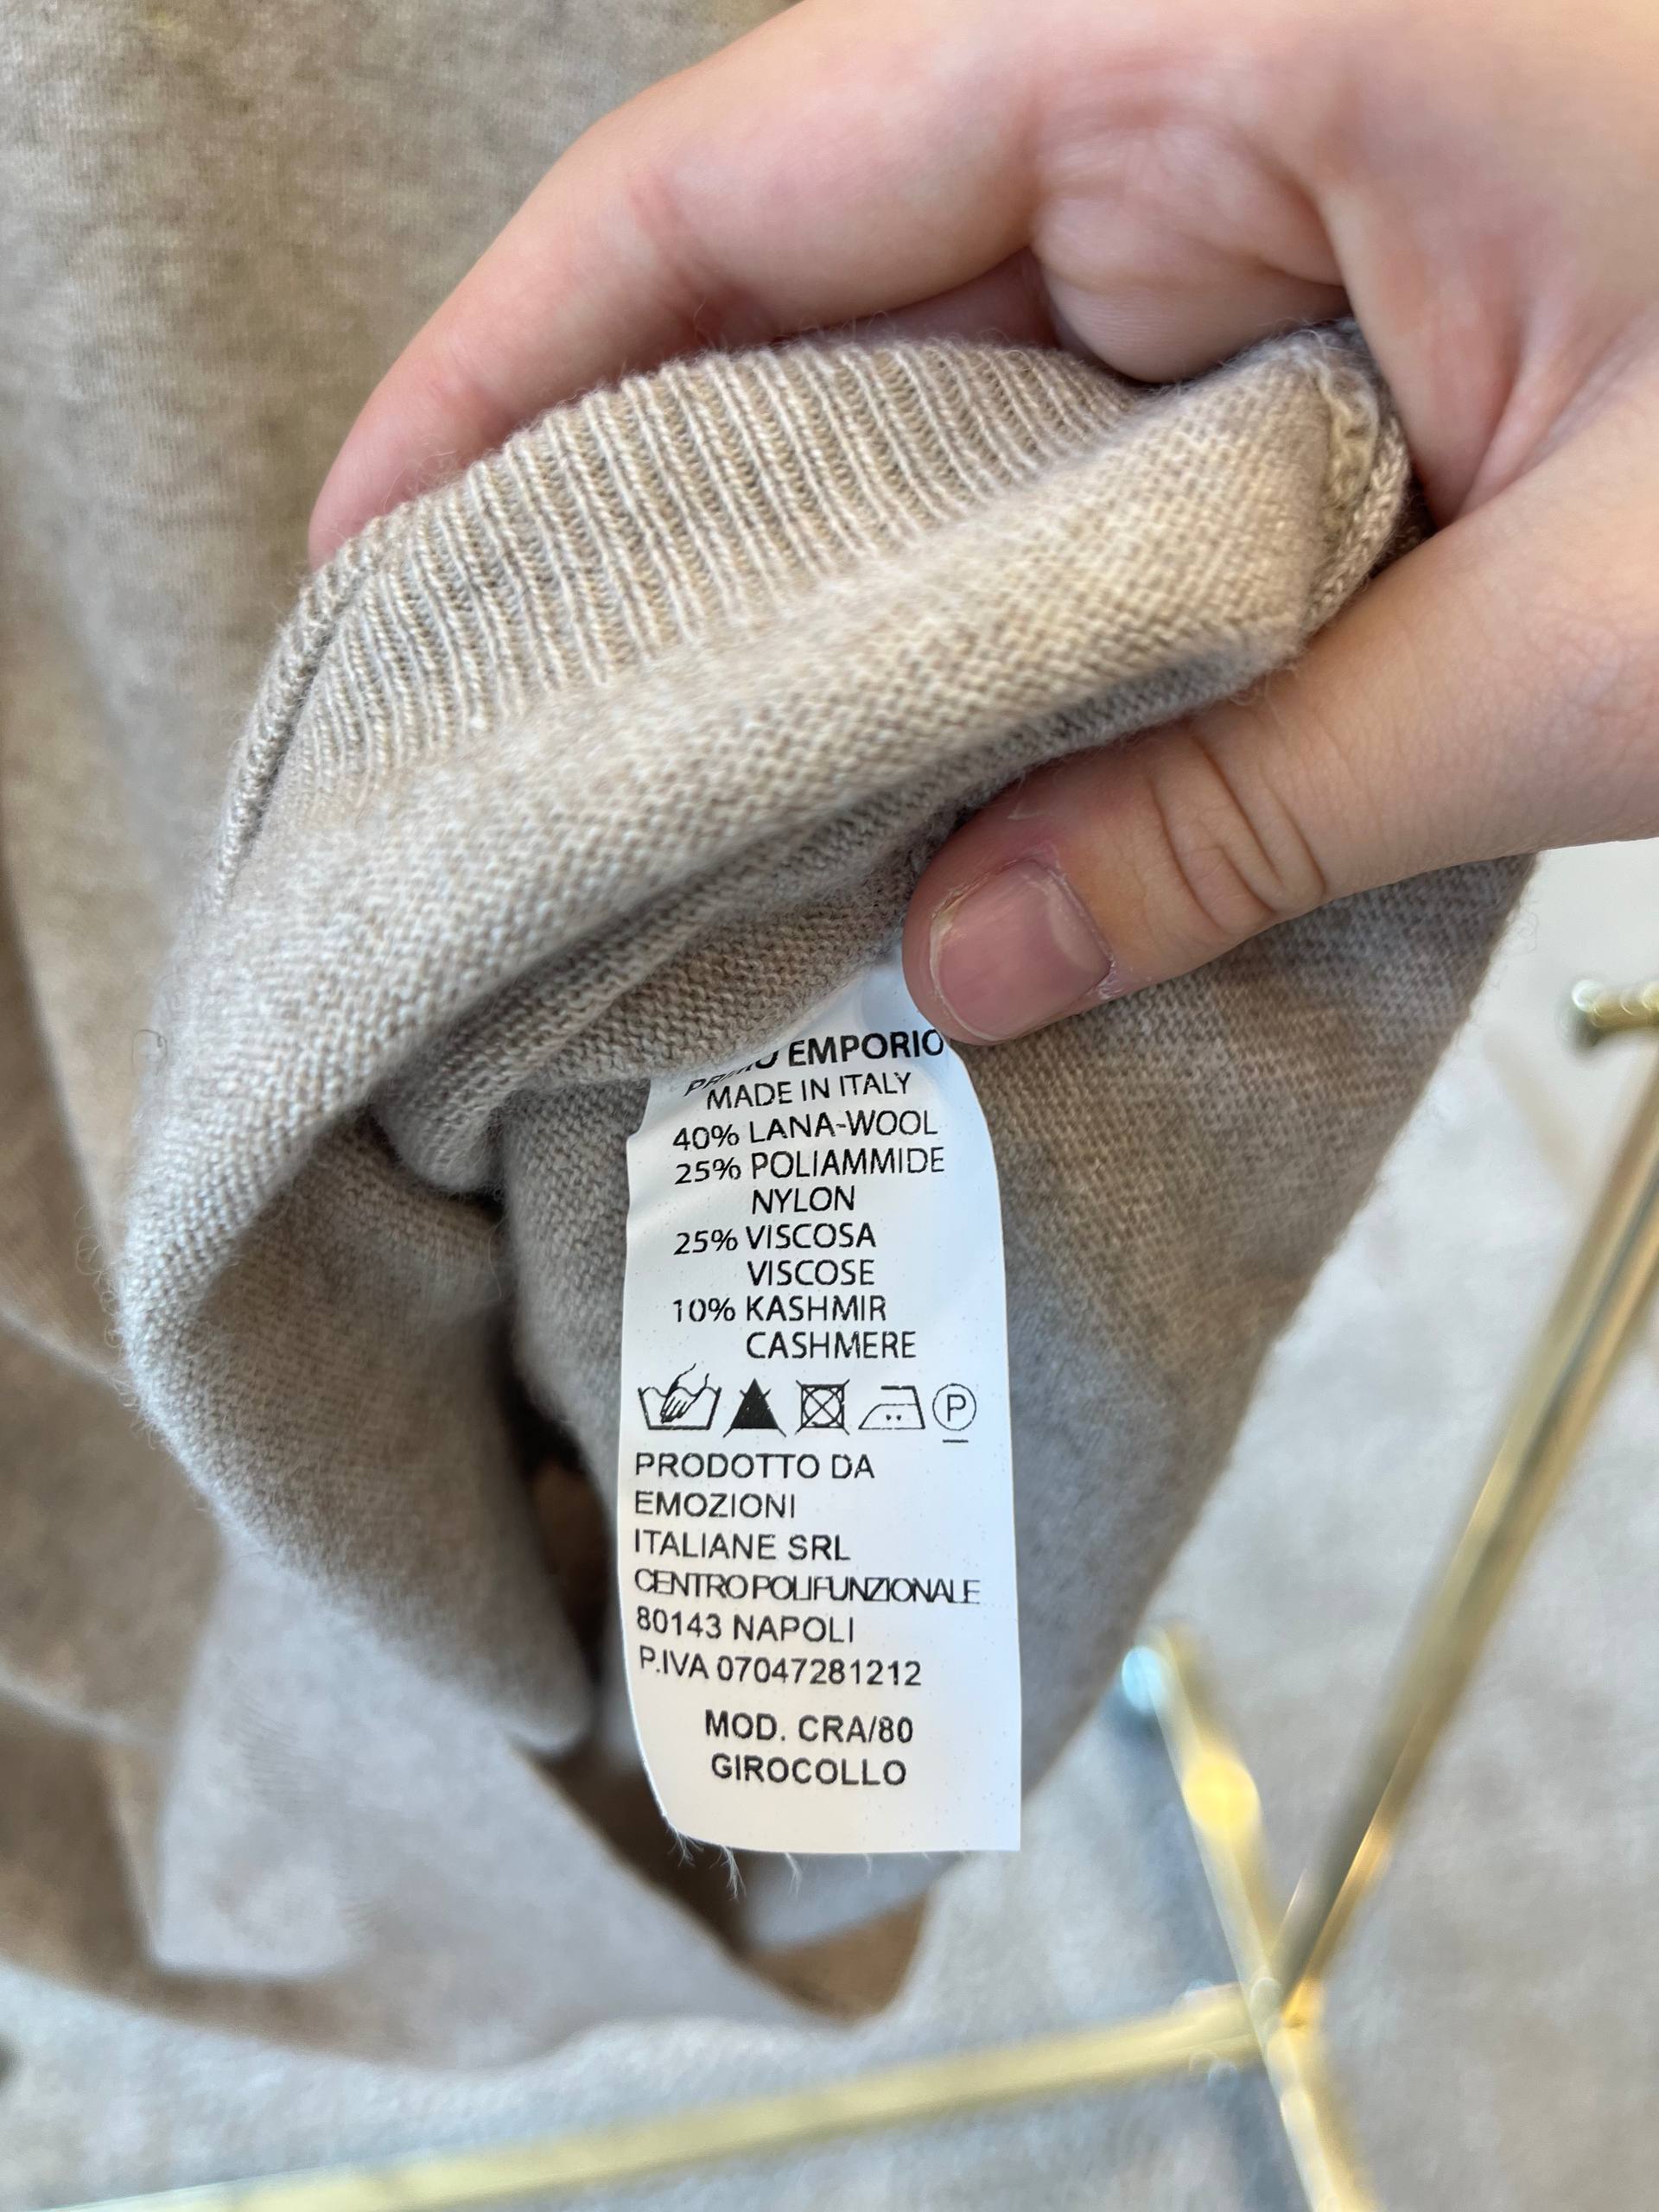 EMPORIO
MADE IN ITALY
40% LANA-WOOL
25% POLIAMMIDE
NYLON
25% VISCOSA
VISCOSE
10% KASHMIR
CASHMERE
P
PRODOTTO DA
EMOZIONI
ITALIANE SRL
CENTRO POLIFUNZIONALE
80143 NAPOLI
P.IVA 07047281212
MOD. CRA/80
GIROCOLLO